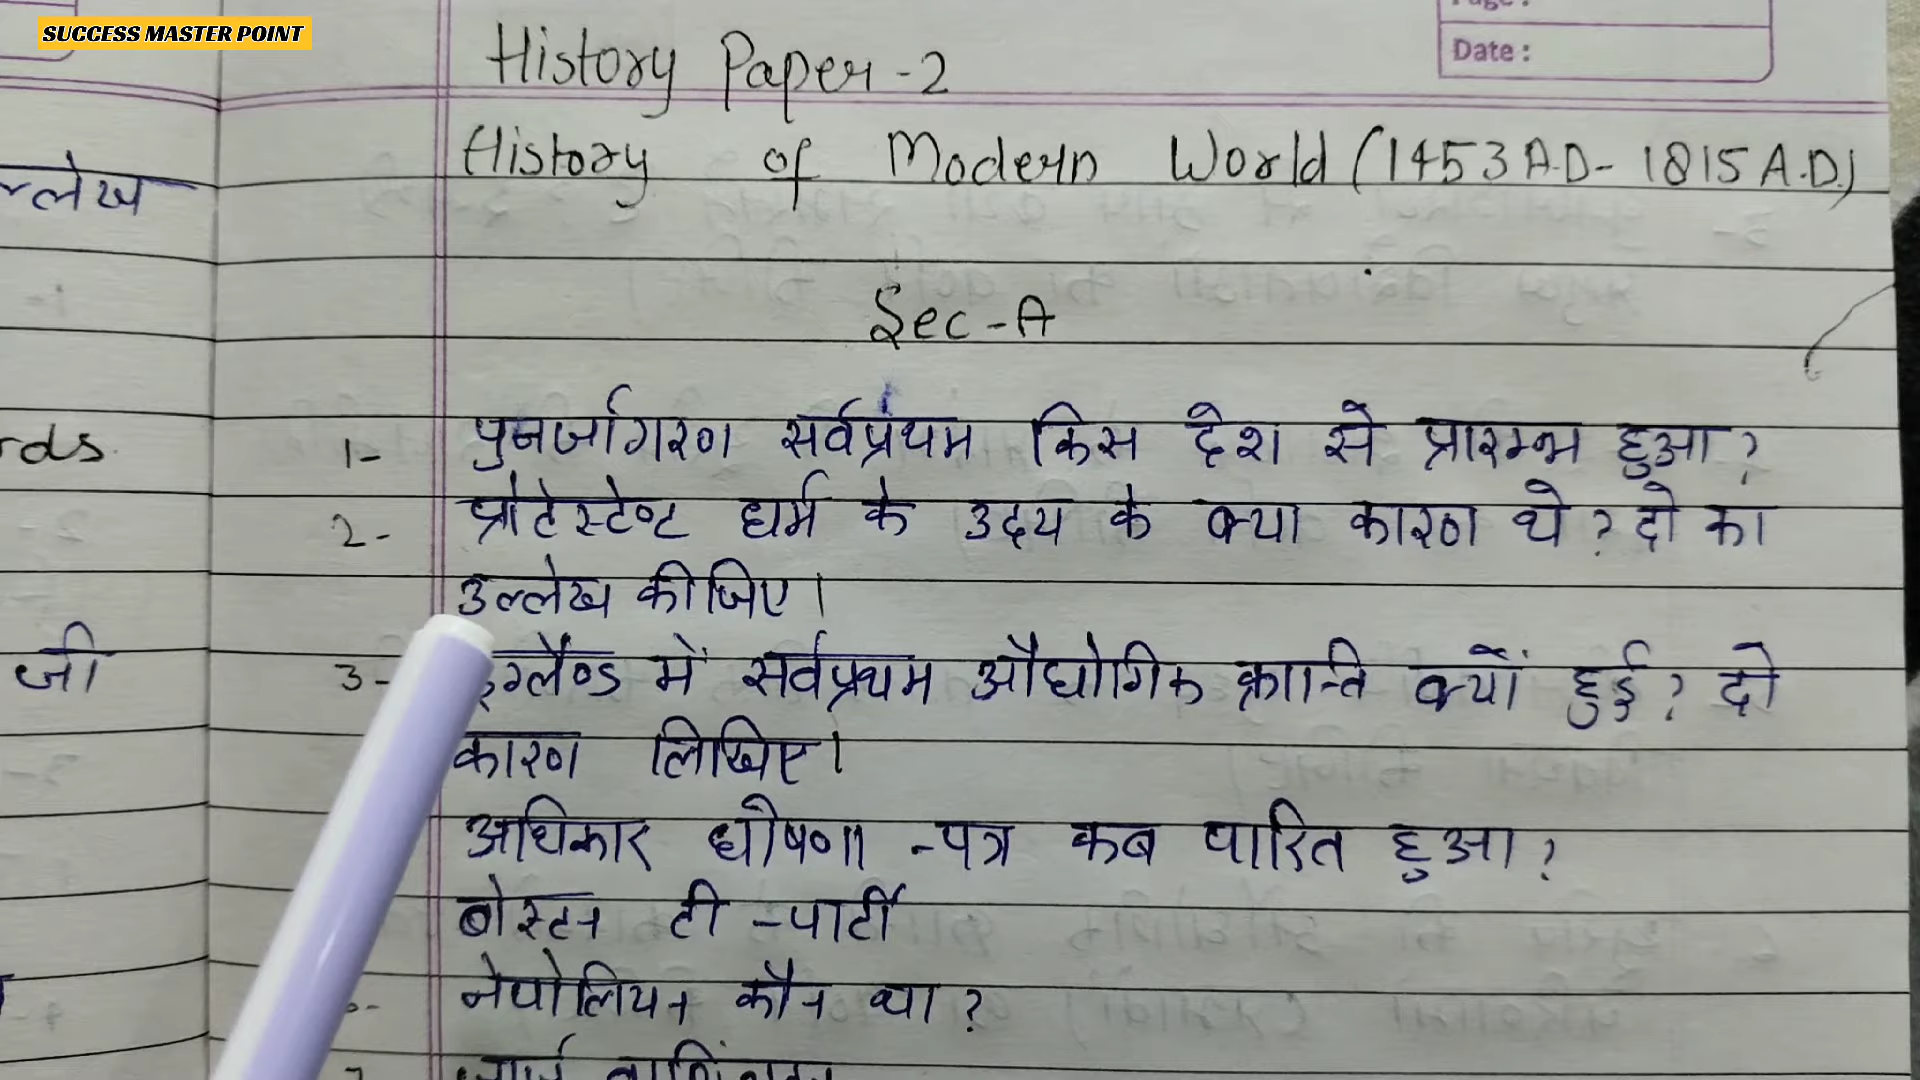 SUCCESS MASTER POINT
Page:
Date:
History Paper-2
History of Modern World (1453 A.D- 1815 A.D.)
ल्लेख
Sec-A
rds.
1- पुनर्जागरण सर्वप्रथम किस देश से प्रारम्भ हुआ?
2- प्रोटेस्टेण्ट धर्म के उदय के क्या कारण थे? दो का
उल्लेख कीजिए।
जी
3- इंग्लैण्ड में सर्वप्रथम औद्योगिक क्रान्ति क्यों हुई? दो
कारण लिखिए।
अधिकार घोषणा -पत्र कब पारित हुआ?
बोस्टन टी -पार्टी
नेपोलियन कौन था?